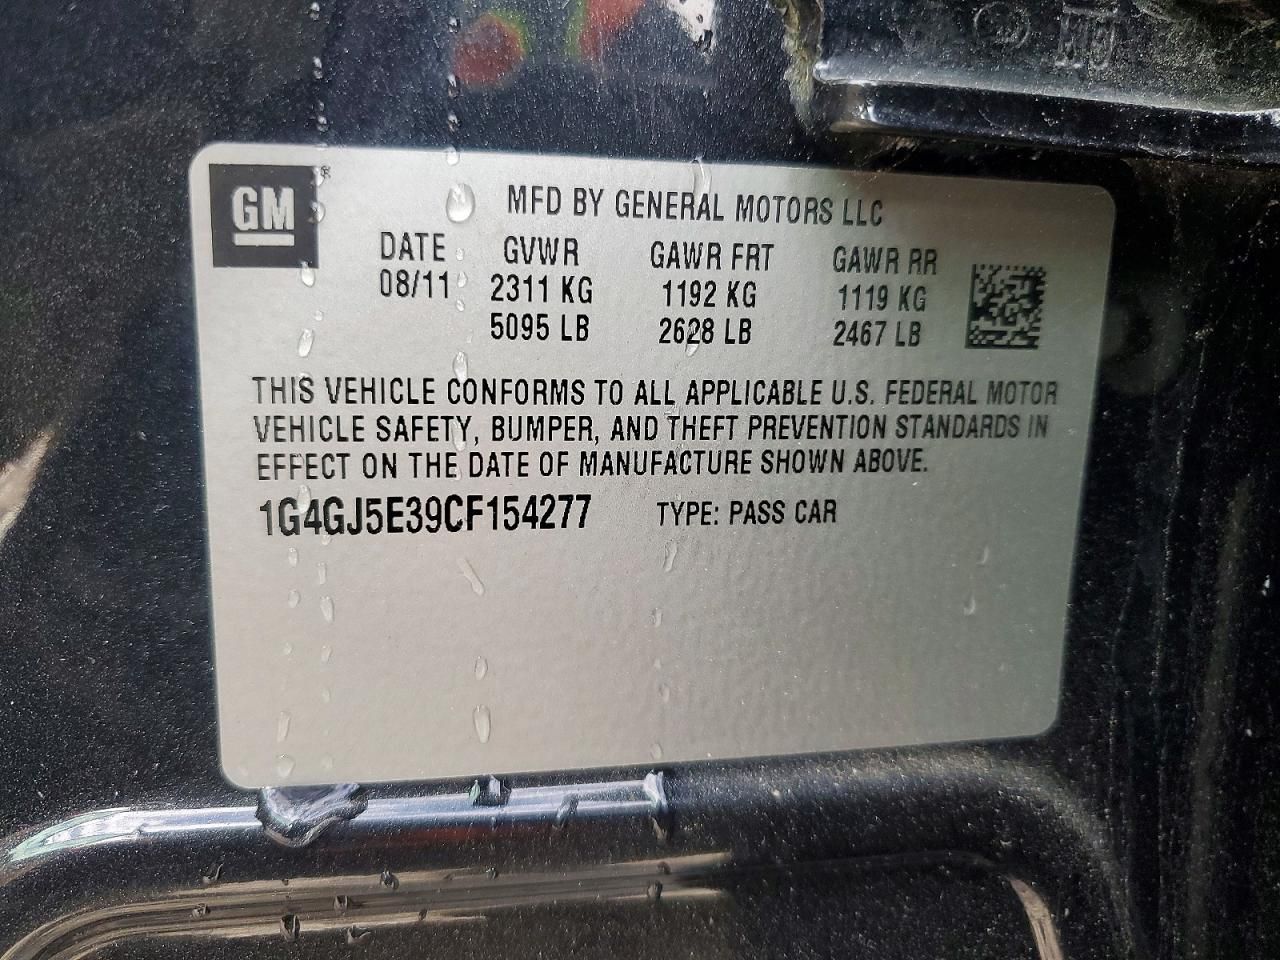 GM
MFD BY GENERAL MOTORS LLC
DATE GVWR GAWR FRT GAWR RR
08/11 2311 KG 1192 KG 1119 KG
5095 LB 2628 LB 2467 LB
THIS VEHICLE CONFORMS TO ALL APPLICABLE U.S. FEDERAL MOTOR
VEHICLE SAFETY, BUMPER, AND THEFT PREVENTION STANDARDS IN
EFFECT ON THE DATE OF MANUFACTURE SHOWN ABOVE.
1G4GJ5E39CF154277 TYPE: PASS CAR